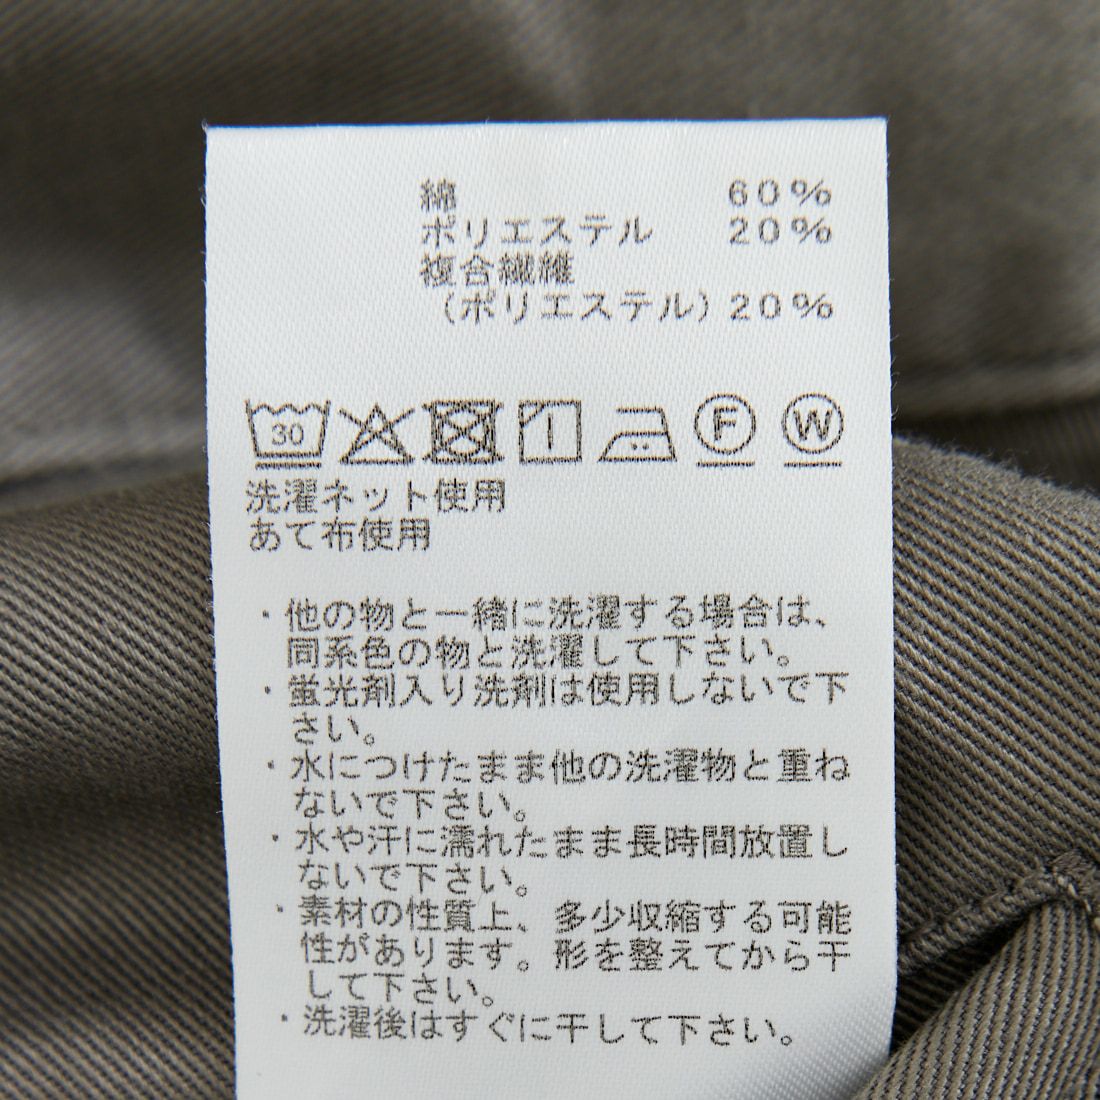 綿 60%
ポリエステル 20%
複合繊維
(ポリエステル) 20%
30 F W
洗濯ネット使用
あて布使用
・他の物と一緒に洗濯する場合は、
同系色の物と洗濯して下さい。
・蛍光剤入り洗剤は使用しないで下
さい。
・水につけたまま他の洗濯物と重ね
ないで下さい。
・水や汗に濡れたまま長時間放置し
ないで下さい。
・素材の性質上、多少収縮する可能
性があります。形を整えてから干
して下さい。
・洗濯後はすぐに干して下さい。